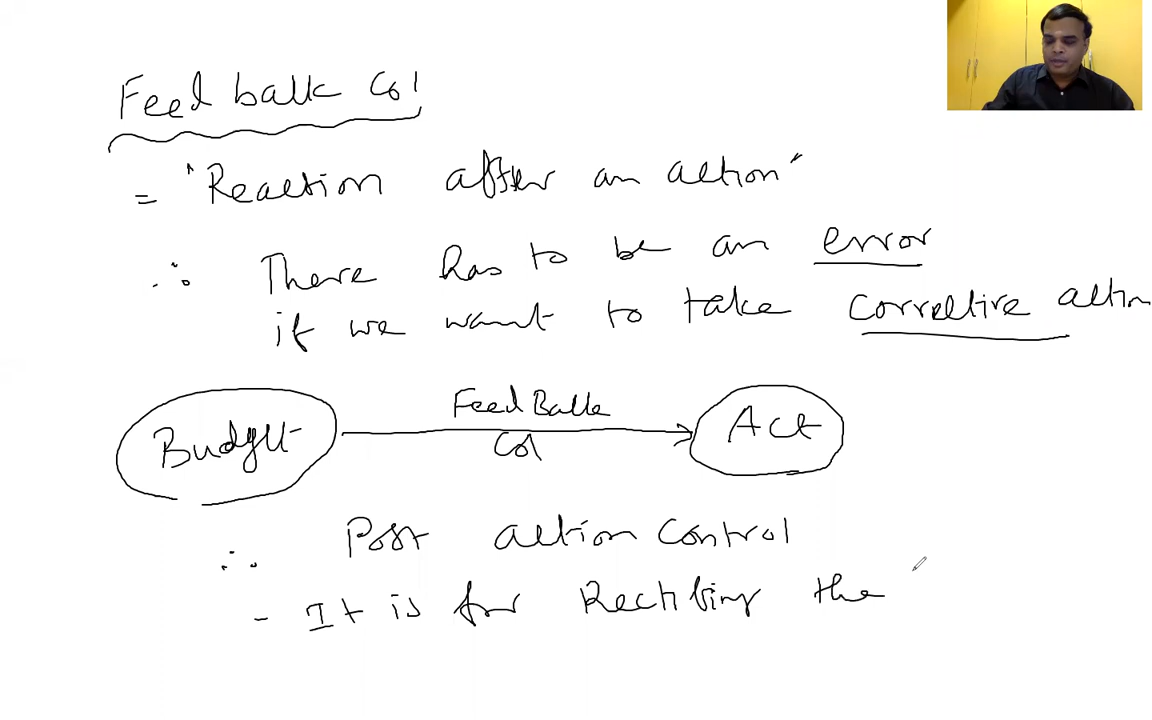 Feed back Col
= "Reaction after an action"
∴ There has to be an error
if we want to take corrective action
Feed Back
Budget
Act
Col
∴ Post action control
- It is for Rectifying the